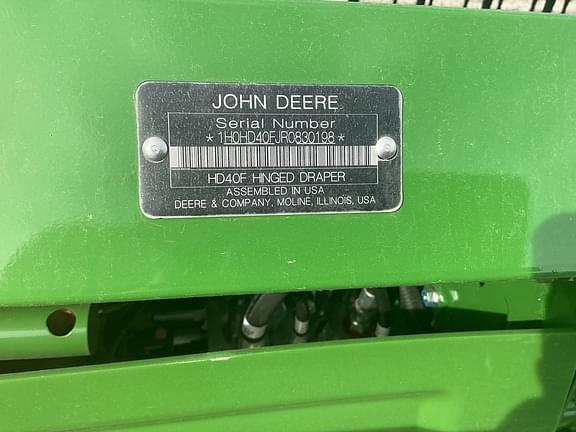 JOHN DEERE
Serial Number
*1H0HD40FJR0830198*
HD40F HINGED DRAPER
ASSEMBLED IN USA
DEERE & COMPANY, MOLINE, ILLINOIS, USA